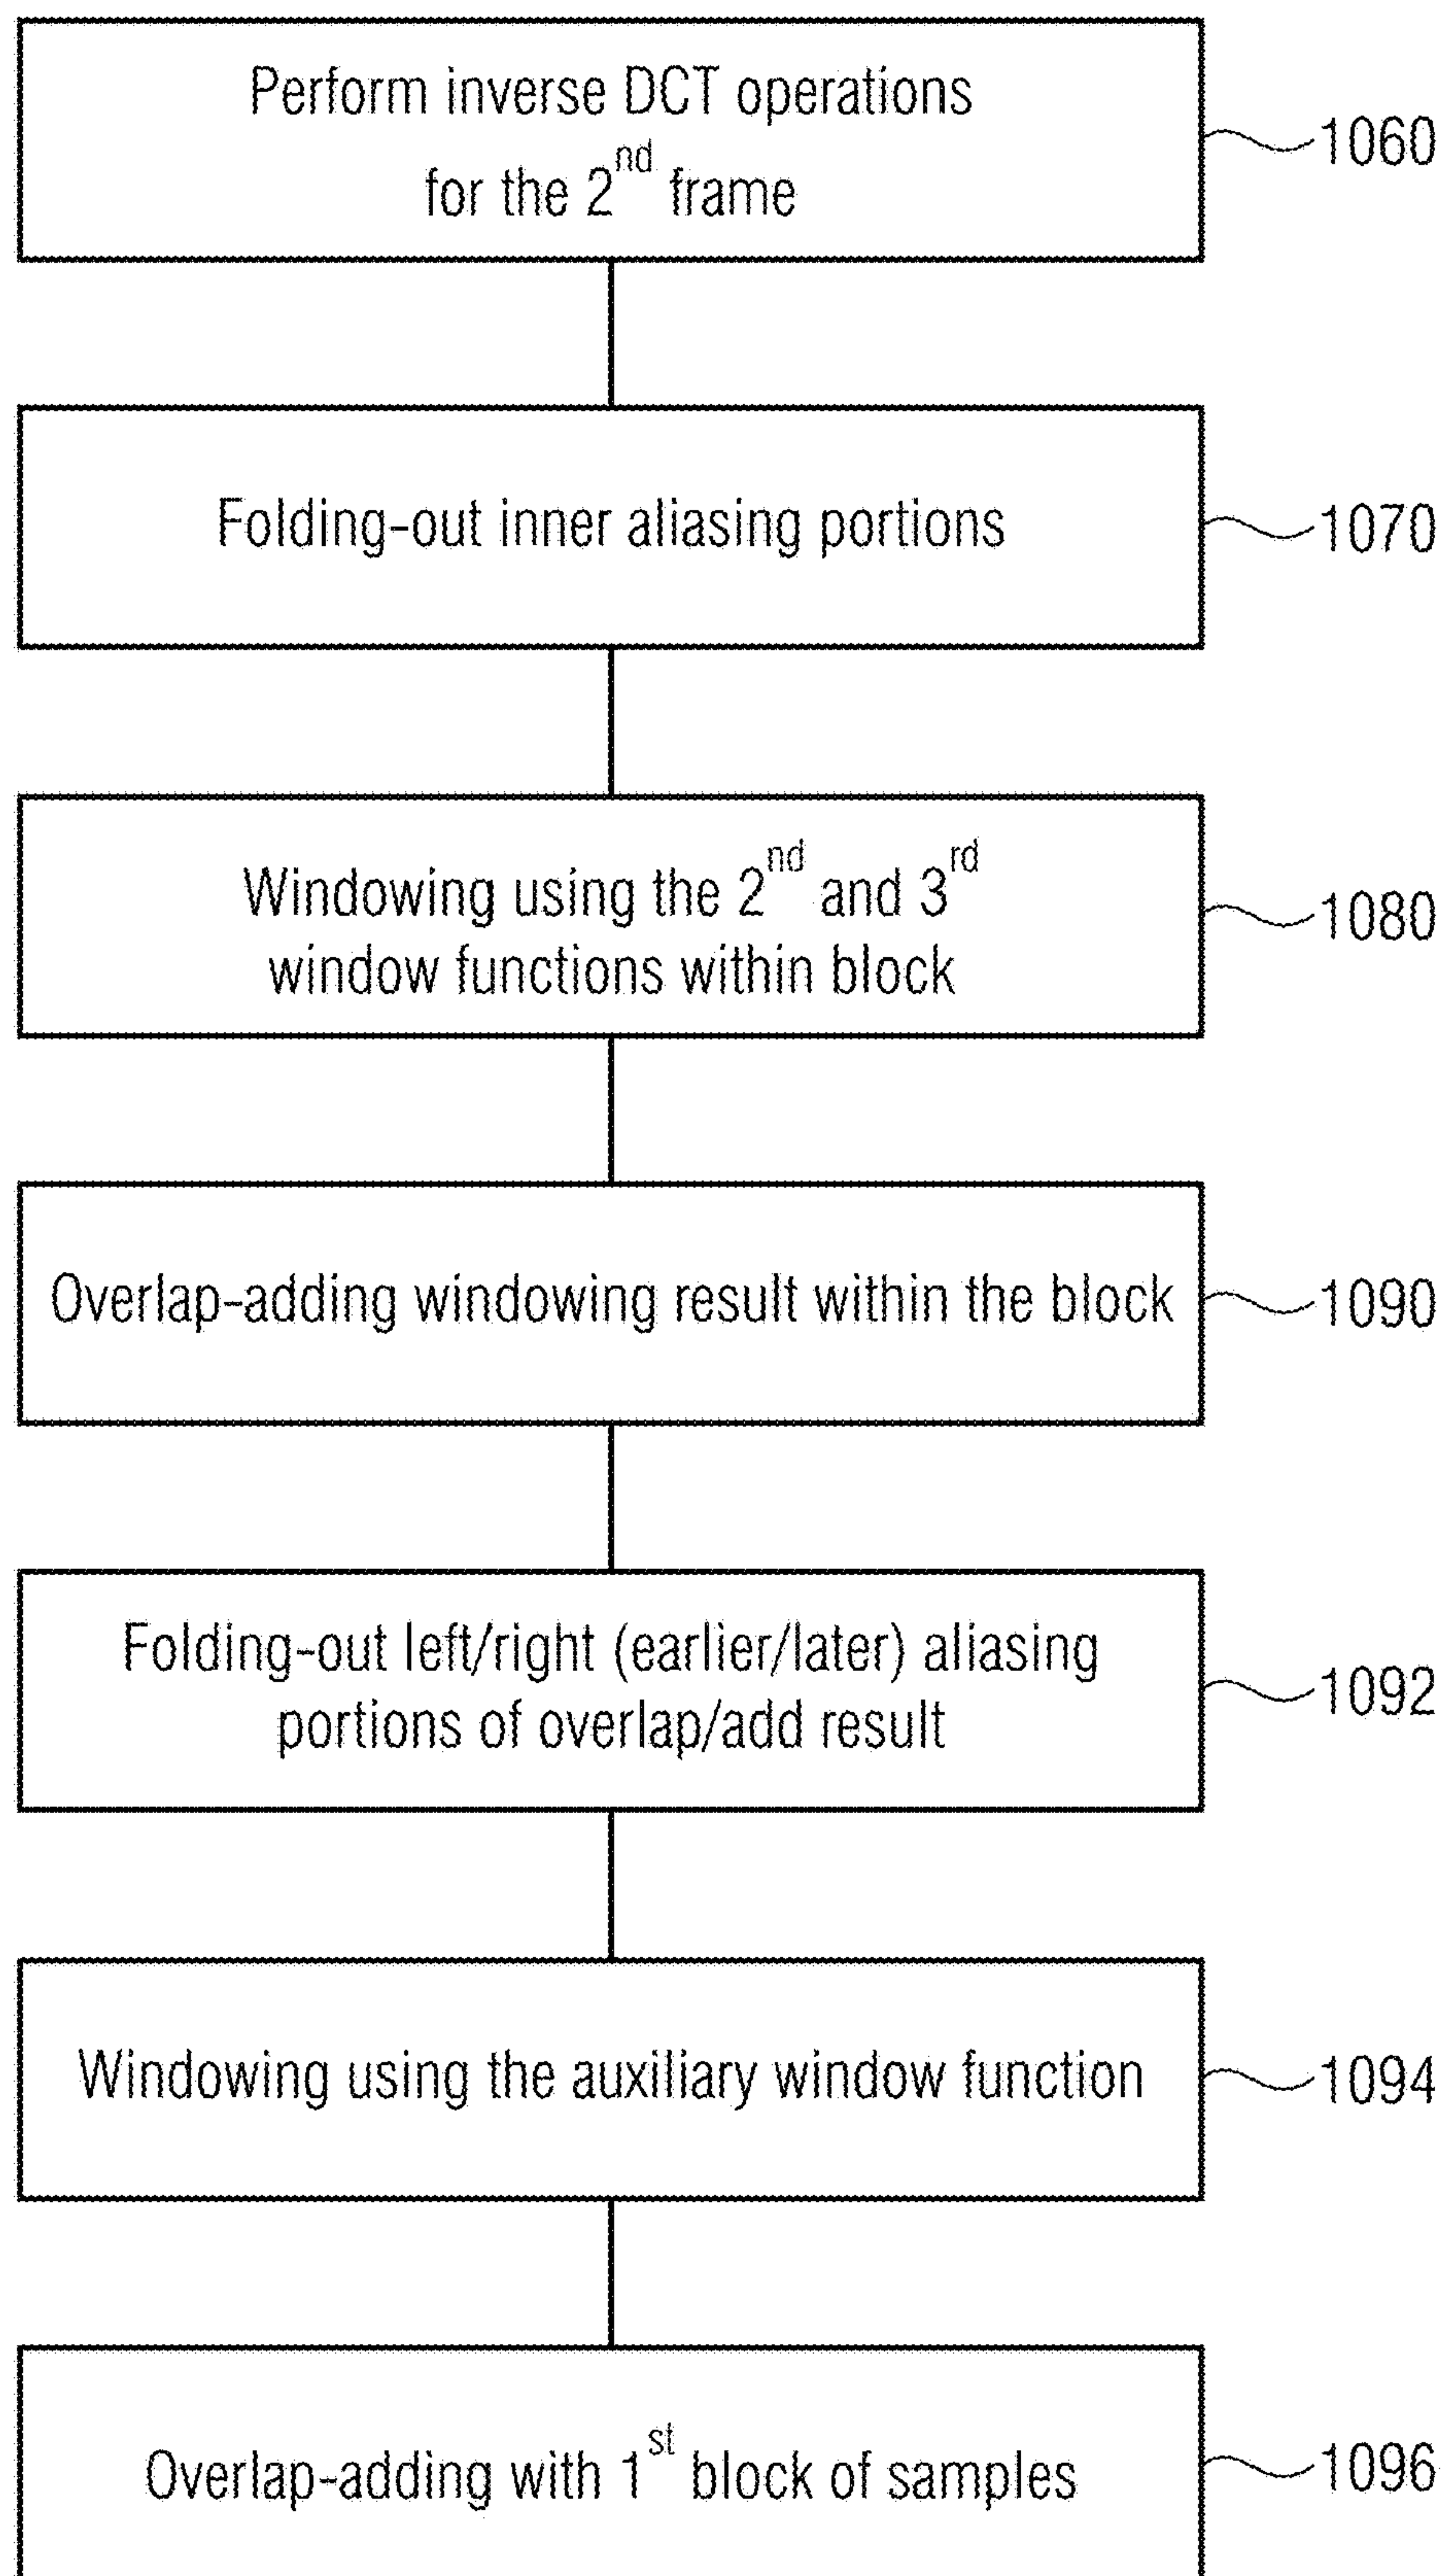 Perform inverse DCT operations
for the 2nd frame
1060
Folding-out inner aliasing portions
1070
Windowing using the 2nd and 3rd
window functions within block
1080
Overlap-adding windowing result within the block
1090
Folding-out left/right (earlier/later) aliasing
portions of overlap/add result
1092
Windowing using the auxiliary window function
1094
Overlap-adding with 1st block of samples
1096